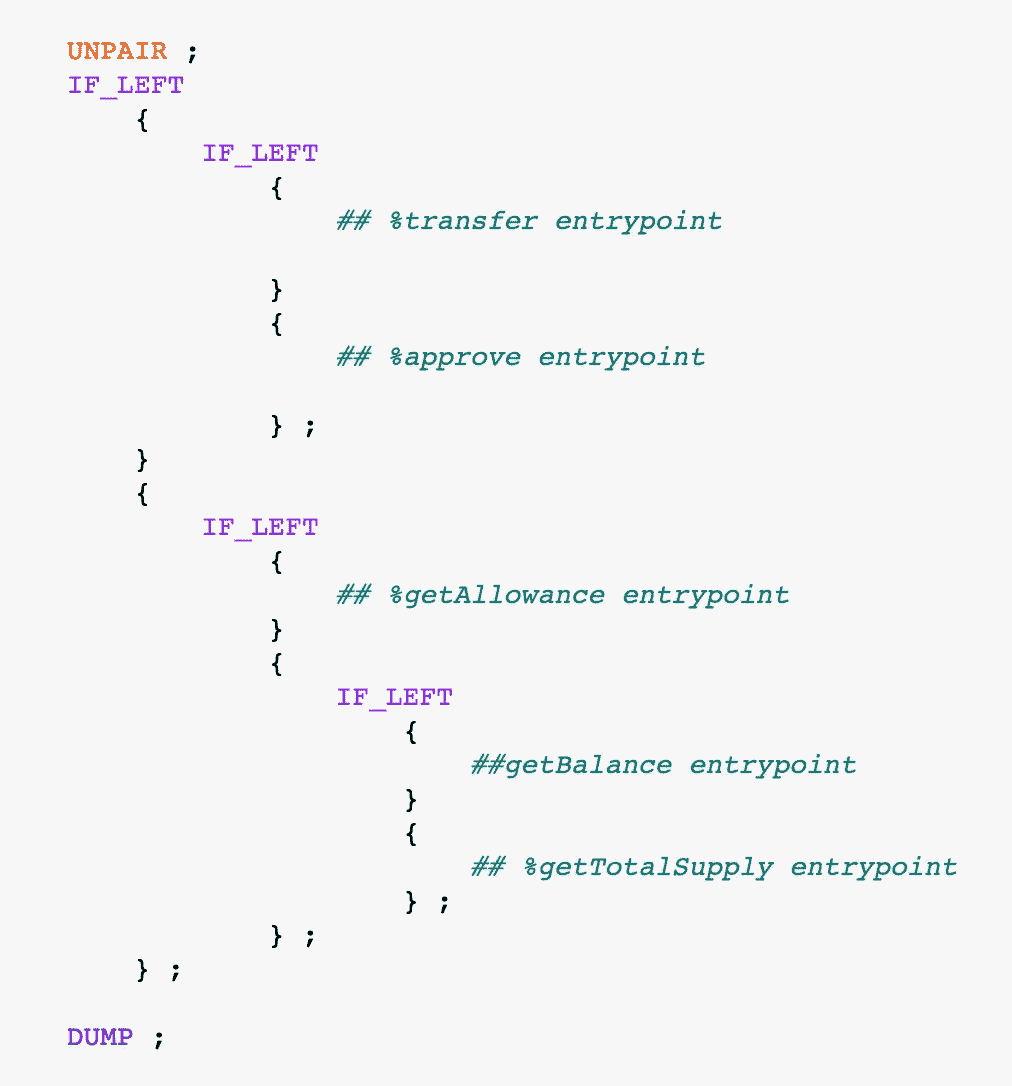 UNPAIR ;
IF_LEFT
{
IF_LEFT
{
## %transfer entrypoint
}
{
## %approve entrypoint
} ;
}
{
IF_LEFT
{
## %getAllowance entrypoint
}
{
IF_LEFT
{
##getBalance entrypoint
}
{
## %getTotalSupply entrypoint
} ;
} ;
} ;
DUMP ;